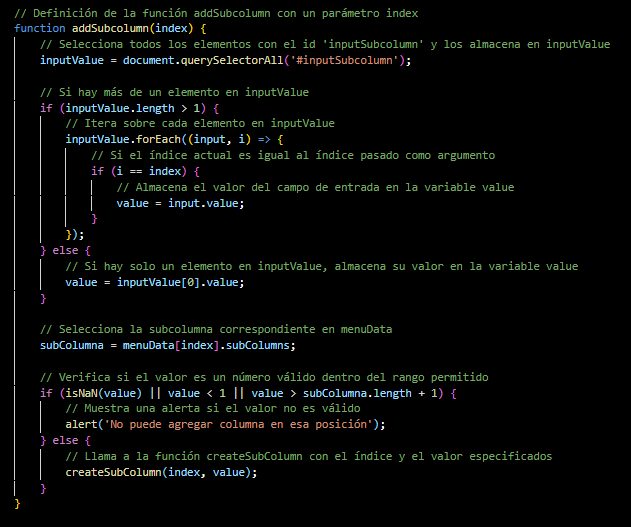 // Definición de la función addSubcolumn con un parámetro index
function addSubcolumn(index) {
// Selecciona todos los elementos con el id 'inputSubcolumn' y los almacena en inputValue
inputValue = document.querySelectorAll('#inputSubcolumn');
// Si hay más de un elemento en inputValue
if (inputValue.length > 1) {
// Itera sobre cada elemento en inputValue
inputValue.forEach((input, i) => {
// Si el índice actual es igual al índice pasado como argumento
if (i == index) {
// Almacena el valor del campo de entrada en la variable value
value = input.value;
}
});
} else {
// Si hay solo un elemento en inputValue, almacena su valor en la variable value
value = inputValue[0].value;
}
// Selecciona la subcolumna correspondiente en menuData
subColumna = menuData[index].subColumns;
// Verifica si el valor es un número válido dentro del rango permitido
if (isNaN(value) || value < 1 || value > subColumna.length + 1) {
// Muestra una alerta si el valor no es válido
alert('No puede agregar columna en esa posición');
} else {
// Llama a la función createSubColumn con el índice y el valor especificados
createSubColumn(index, value);
}
}